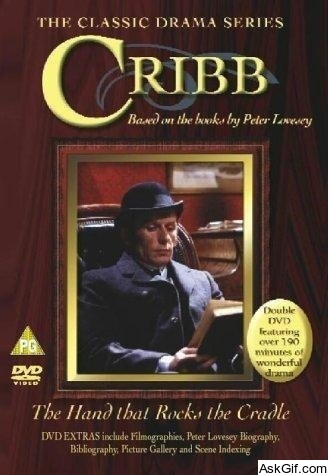 THE CLASSIC DRAMA SERIES
CRIBB
Based on the books by Peter Lovesey
Double
DVD
featuring
over 190
minutes of
wonderful
drama
PG
DVD
VIDEO
The Hand that Rocks the Cradle
DVD EXTRAS include Filmographies, Peter Lovesey Biography,
Bibliography, Picture Gallery and Scene Indexing
AskGif.com